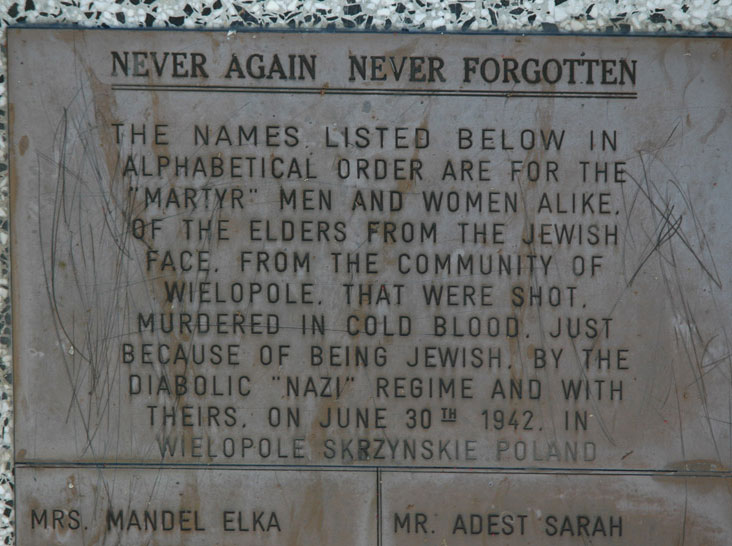 NEVER AGAIN NEVER FORGOTTEN
THE NAMES LISTED BELOW IN
ALPHABETICAL ORDER ARE FOR THE
"MARTYR" MEN AND WOMEN ALIKE,
OF THE ELDERS FROM THE JEWISH
FACE, FROM THE COMMUNITY OF
WIELOPOLE, THAT WERE SHOT,
MURDERED IN COLD BLOOD, JUST
BECAUSE OF BEING JEWISH, BY THE
DIABOLIC "NAZI" REGIME AND WITH
THEIRS, ON JUNE 30TH 1942, IN
WIELOPOLE SKRZYNSKIE POLAND
MRS. MANDEL ELKA
MR. ADEST SARAH